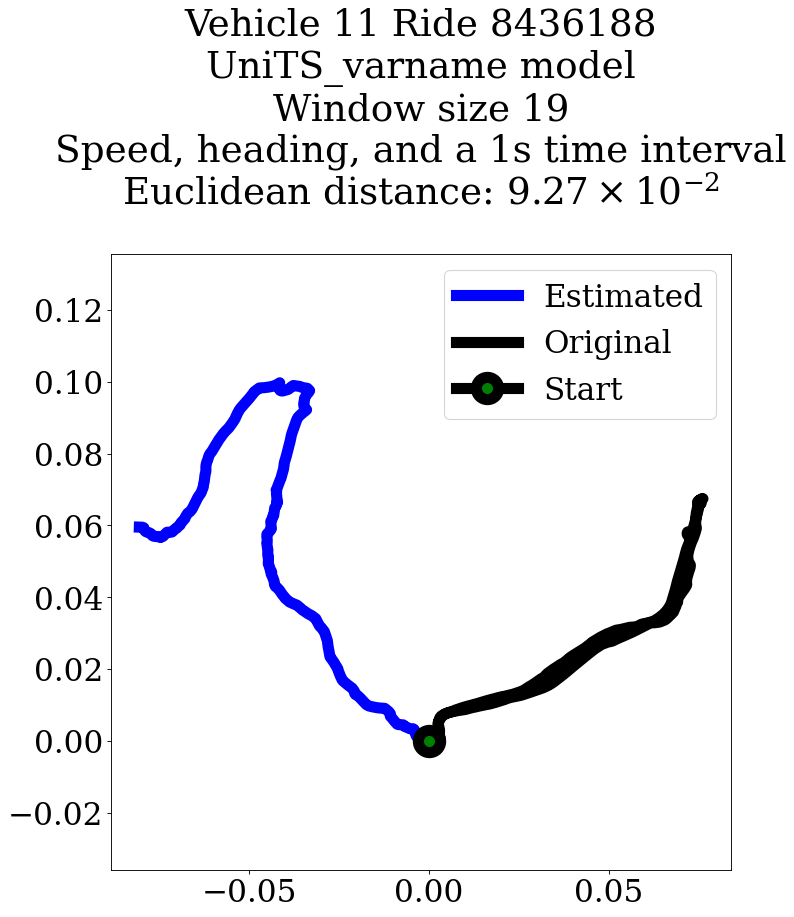 Vehicle 11 Ride 8436188
UniTS_varname model
Window size 19
Speed, heading, and a 1s time interval
Euclidean distance: 9.27 × 10⁻²
Estimated
Original
Start
0.12
0.10
0.08
0.06
0.04
0.02
0.00
−0.02
−0.05
0.00
0.05